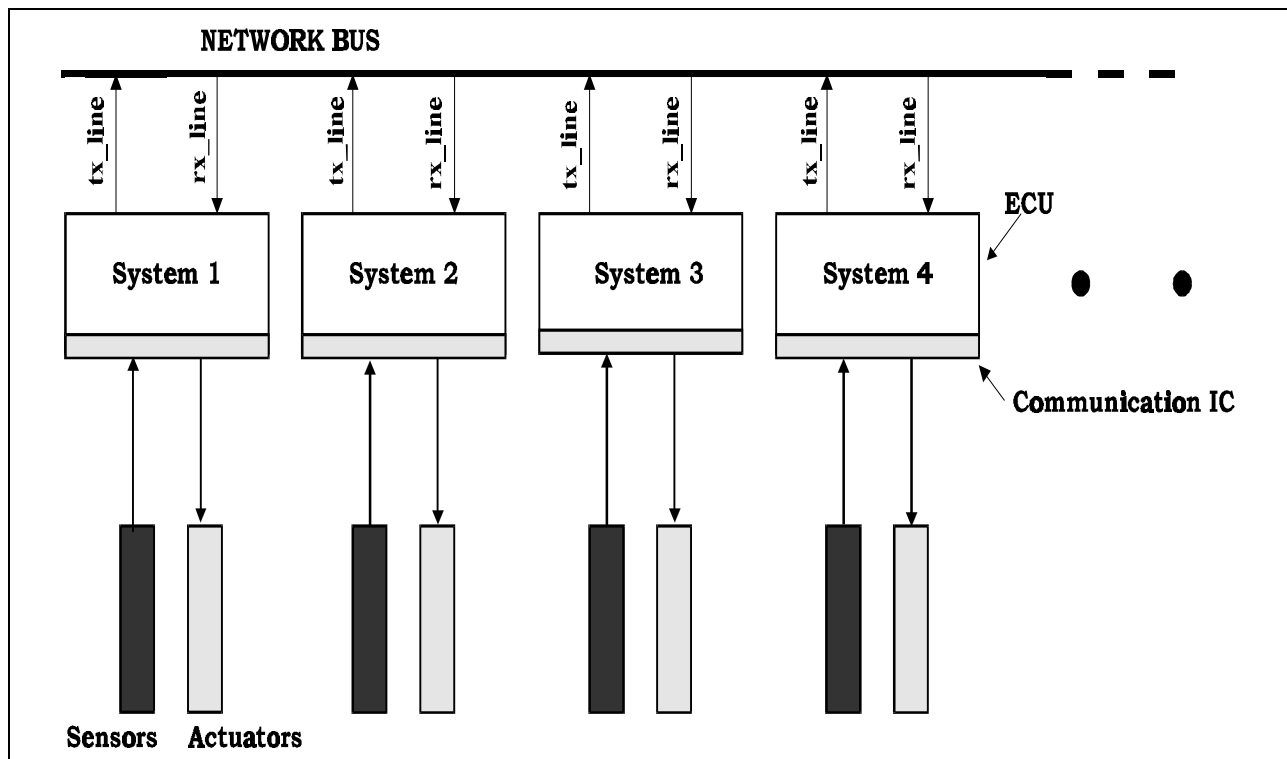 NETWORK BUS
tx_line
rx_line
tx_line
rx_line
tx_line
rx_line
tx_line
rx_line
ECU
System 1
System 2
System 3
System 4
Communication IC
Sensors
Actuators